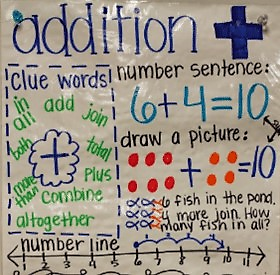 addition +
Clue words!
in all
add
join
both
total
+
plus
more than
combine
altogether
number sentence:
6+4=10
draw a picture:
+ =10
6 fish in the pond.
4 more join. How
many fish in all?
number line
1 2 3 4 5 6 7 8 9 10 11